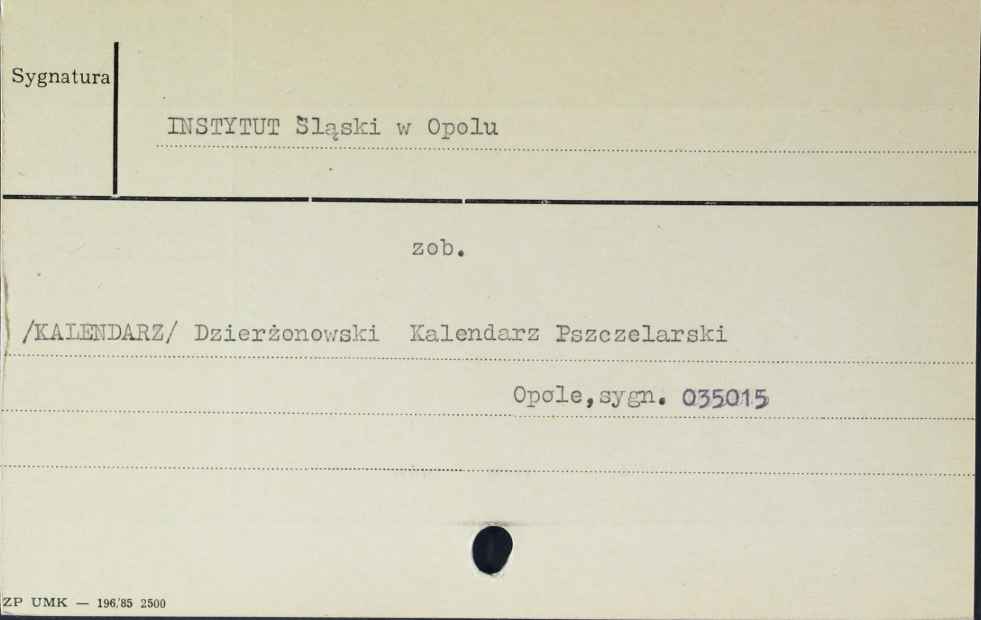 Sygnatura
INSTYTUT Śląski w Opolu
zob.
/KALENDARZ/ Dzierżonowski Kalendarz Pszczelarski
Opole,sygn. 035015
ZP UMK — 196/85 2500